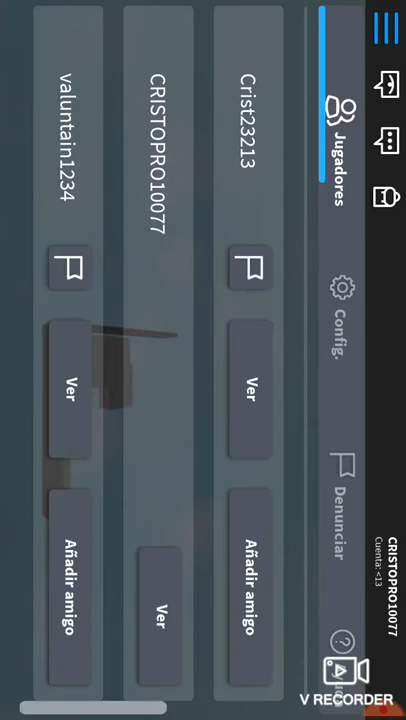 CRISTOPRO10077
Cuenta: <13
Jugadores
Config.
Denunciar
Crist23213
Ver
Añadir amigo
CRISTOPRO10077
Ver
valuntain1234
Ver
Añadir amigo
V RECORDER